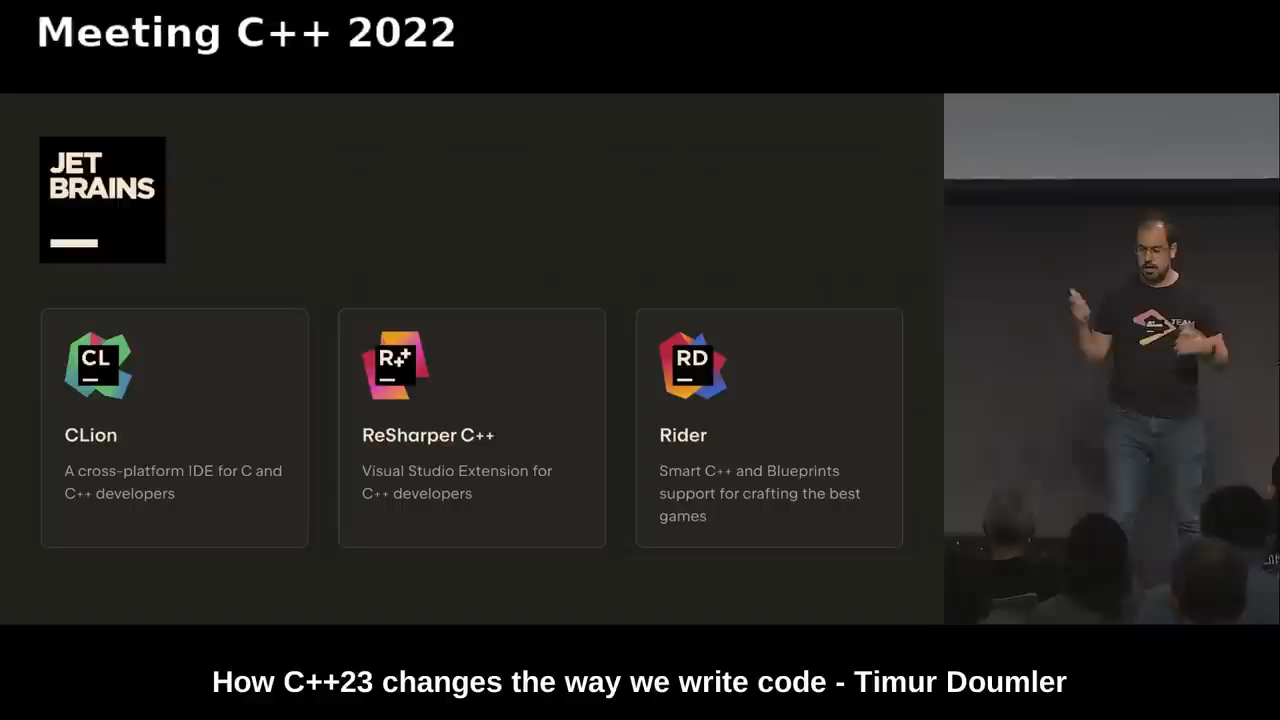 Meeting C++ 2022
JET
BRAINS
CL
CLion
A cross-platform IDE for C and
C++ developers
R++
ReSharper C++
Visual Studio Extension for
C++ developers
RD
Rider
Smart C++ and Blueprints
support for crafting the best
games
TEAM
How C++23 changes the way we write code - Timur Doumler